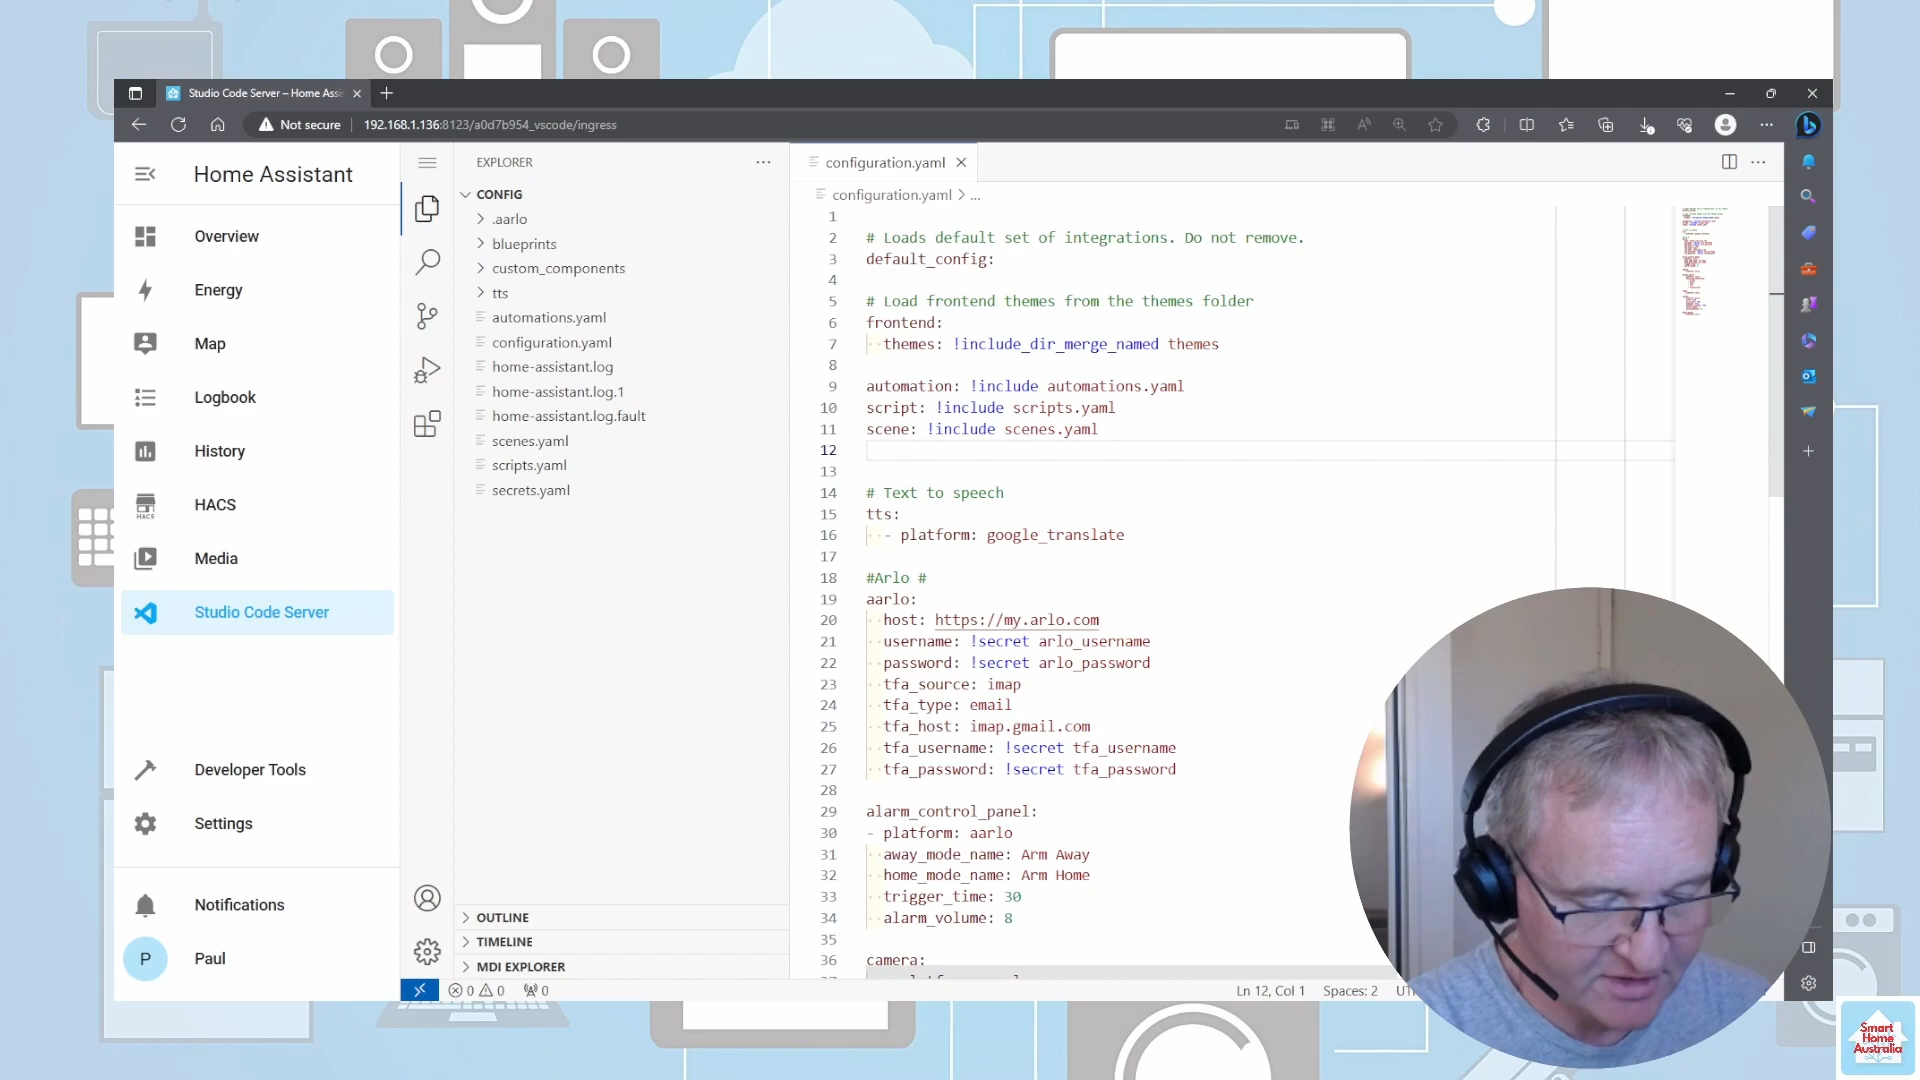 Studio Code Server – Home Assi
Not secure
192.168.1.136:8123/a0d7b954_vscode/ingress
Home Assistant
Overview
Energy
Map
Logbook
History
HACS
HACS
Media
Studio Code Server
Developer Tools
Settings
Notifications
P
Paul
EXPLORER
CONFIG
.aarlo
blueprints
custom_components
tts
automations.yaml
configuration.yaml
home-assistant.log
home-assistant.log.1
home-assistant.log.fault
scenes.yaml
scripts.yaml
secrets.yaml
OUTLINE
TIMELINE
MDI EXPLORER
configuration.yaml
configuration.yaml > ...
1
2 # Loads default set of integrations. Do not remove.
3 default_config:
4
5 # Load frontend themes from the themes folder
6 frontend:
7 themes: !include_dir_merge_named themes
8
9 automation: !include automations.yaml
10 script: !include scripts.yaml
11 scene: !include scenes.yaml
12
13
14 # Text to speech
15 tts:
16 - platform: google_translate
17
18 #Arlo #
19 aarlo:
20 host: https://my.arlo.com
21 username: !secret arlo_username
22 password: !secret arlo_password
23 tfa_source: imap
24 tfa_type: email
25 tfa_host: imap.gmail.com
26 tfa_username: !secret tfa_username
27 tfa_password: !secret tfa_password
28
29 alarm_control_panel:
30 - platform: aarlo
31 away_mode_name: Arm Away
32 home_mode_name: Arm Home
33 trigger_time: 30
34 alarm_volume: 8
35
36 camera:
0 0 0
Ln 12, Col 1 Spaces: 2
Smart
Home
Australia